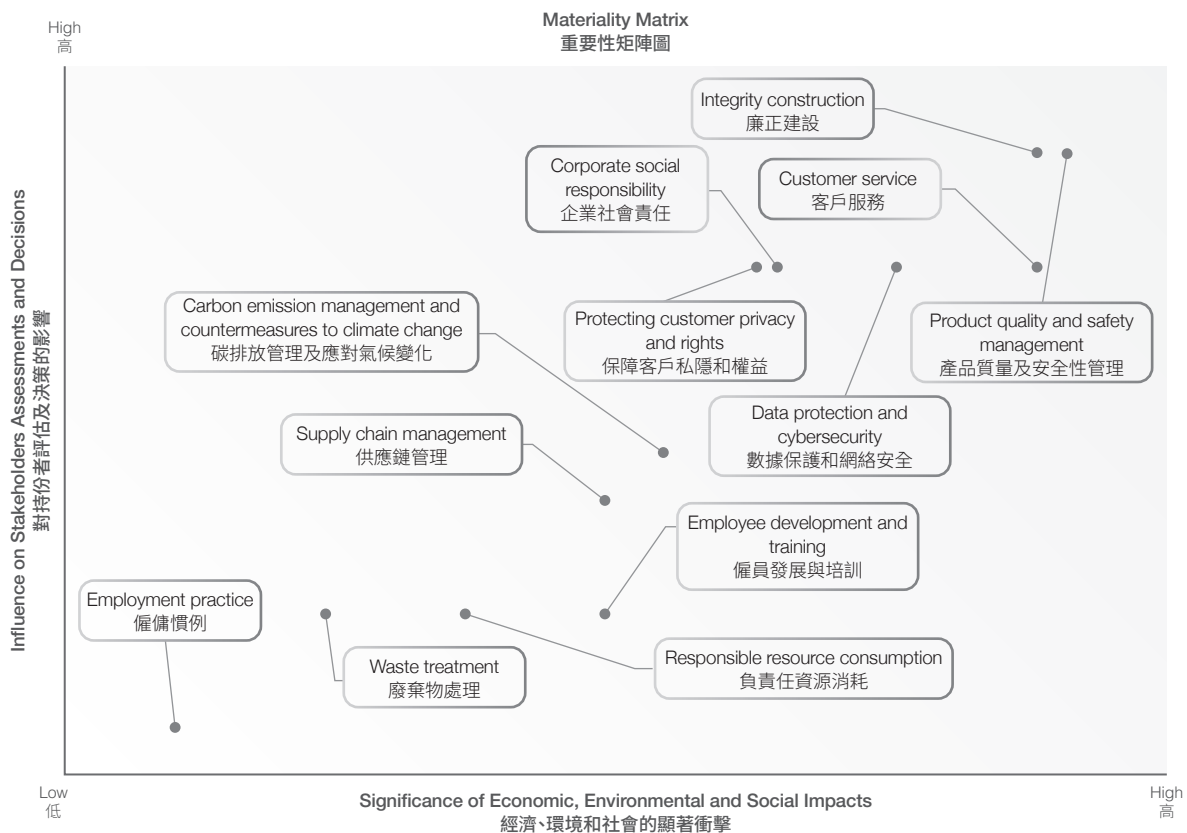 Materiality Matrix
重要性矩陣圖
High
高
Influence on Stakeholders Assessments and Decisions
對持份者評估及決策的影響
Integrity construction
廉正建設
Corporate social
responsibility
企業社會責任
Customer service
客戶服務
Carbon emission management and
countermeasures to climate change
碳排放管理及應對氣候變化
Protecting customer privacy
and rights
保障客戶私隱和權益
Product quality and safety
management
產品質量及安全性管理
Data protection and
cybersecurity
數據保護和網絡安全
Supply chain management
供應鏈管理
Employee development and
training
僱員發展與培訓
Employment practice
僱傭慣例
Waste treatment
廢棄物處理
Responsible resource consumption
負責任資源消耗
Low
低
Significance of Economic, Environmental and Social Impacts
經濟、環境和社會的顯著衝擊
High
高